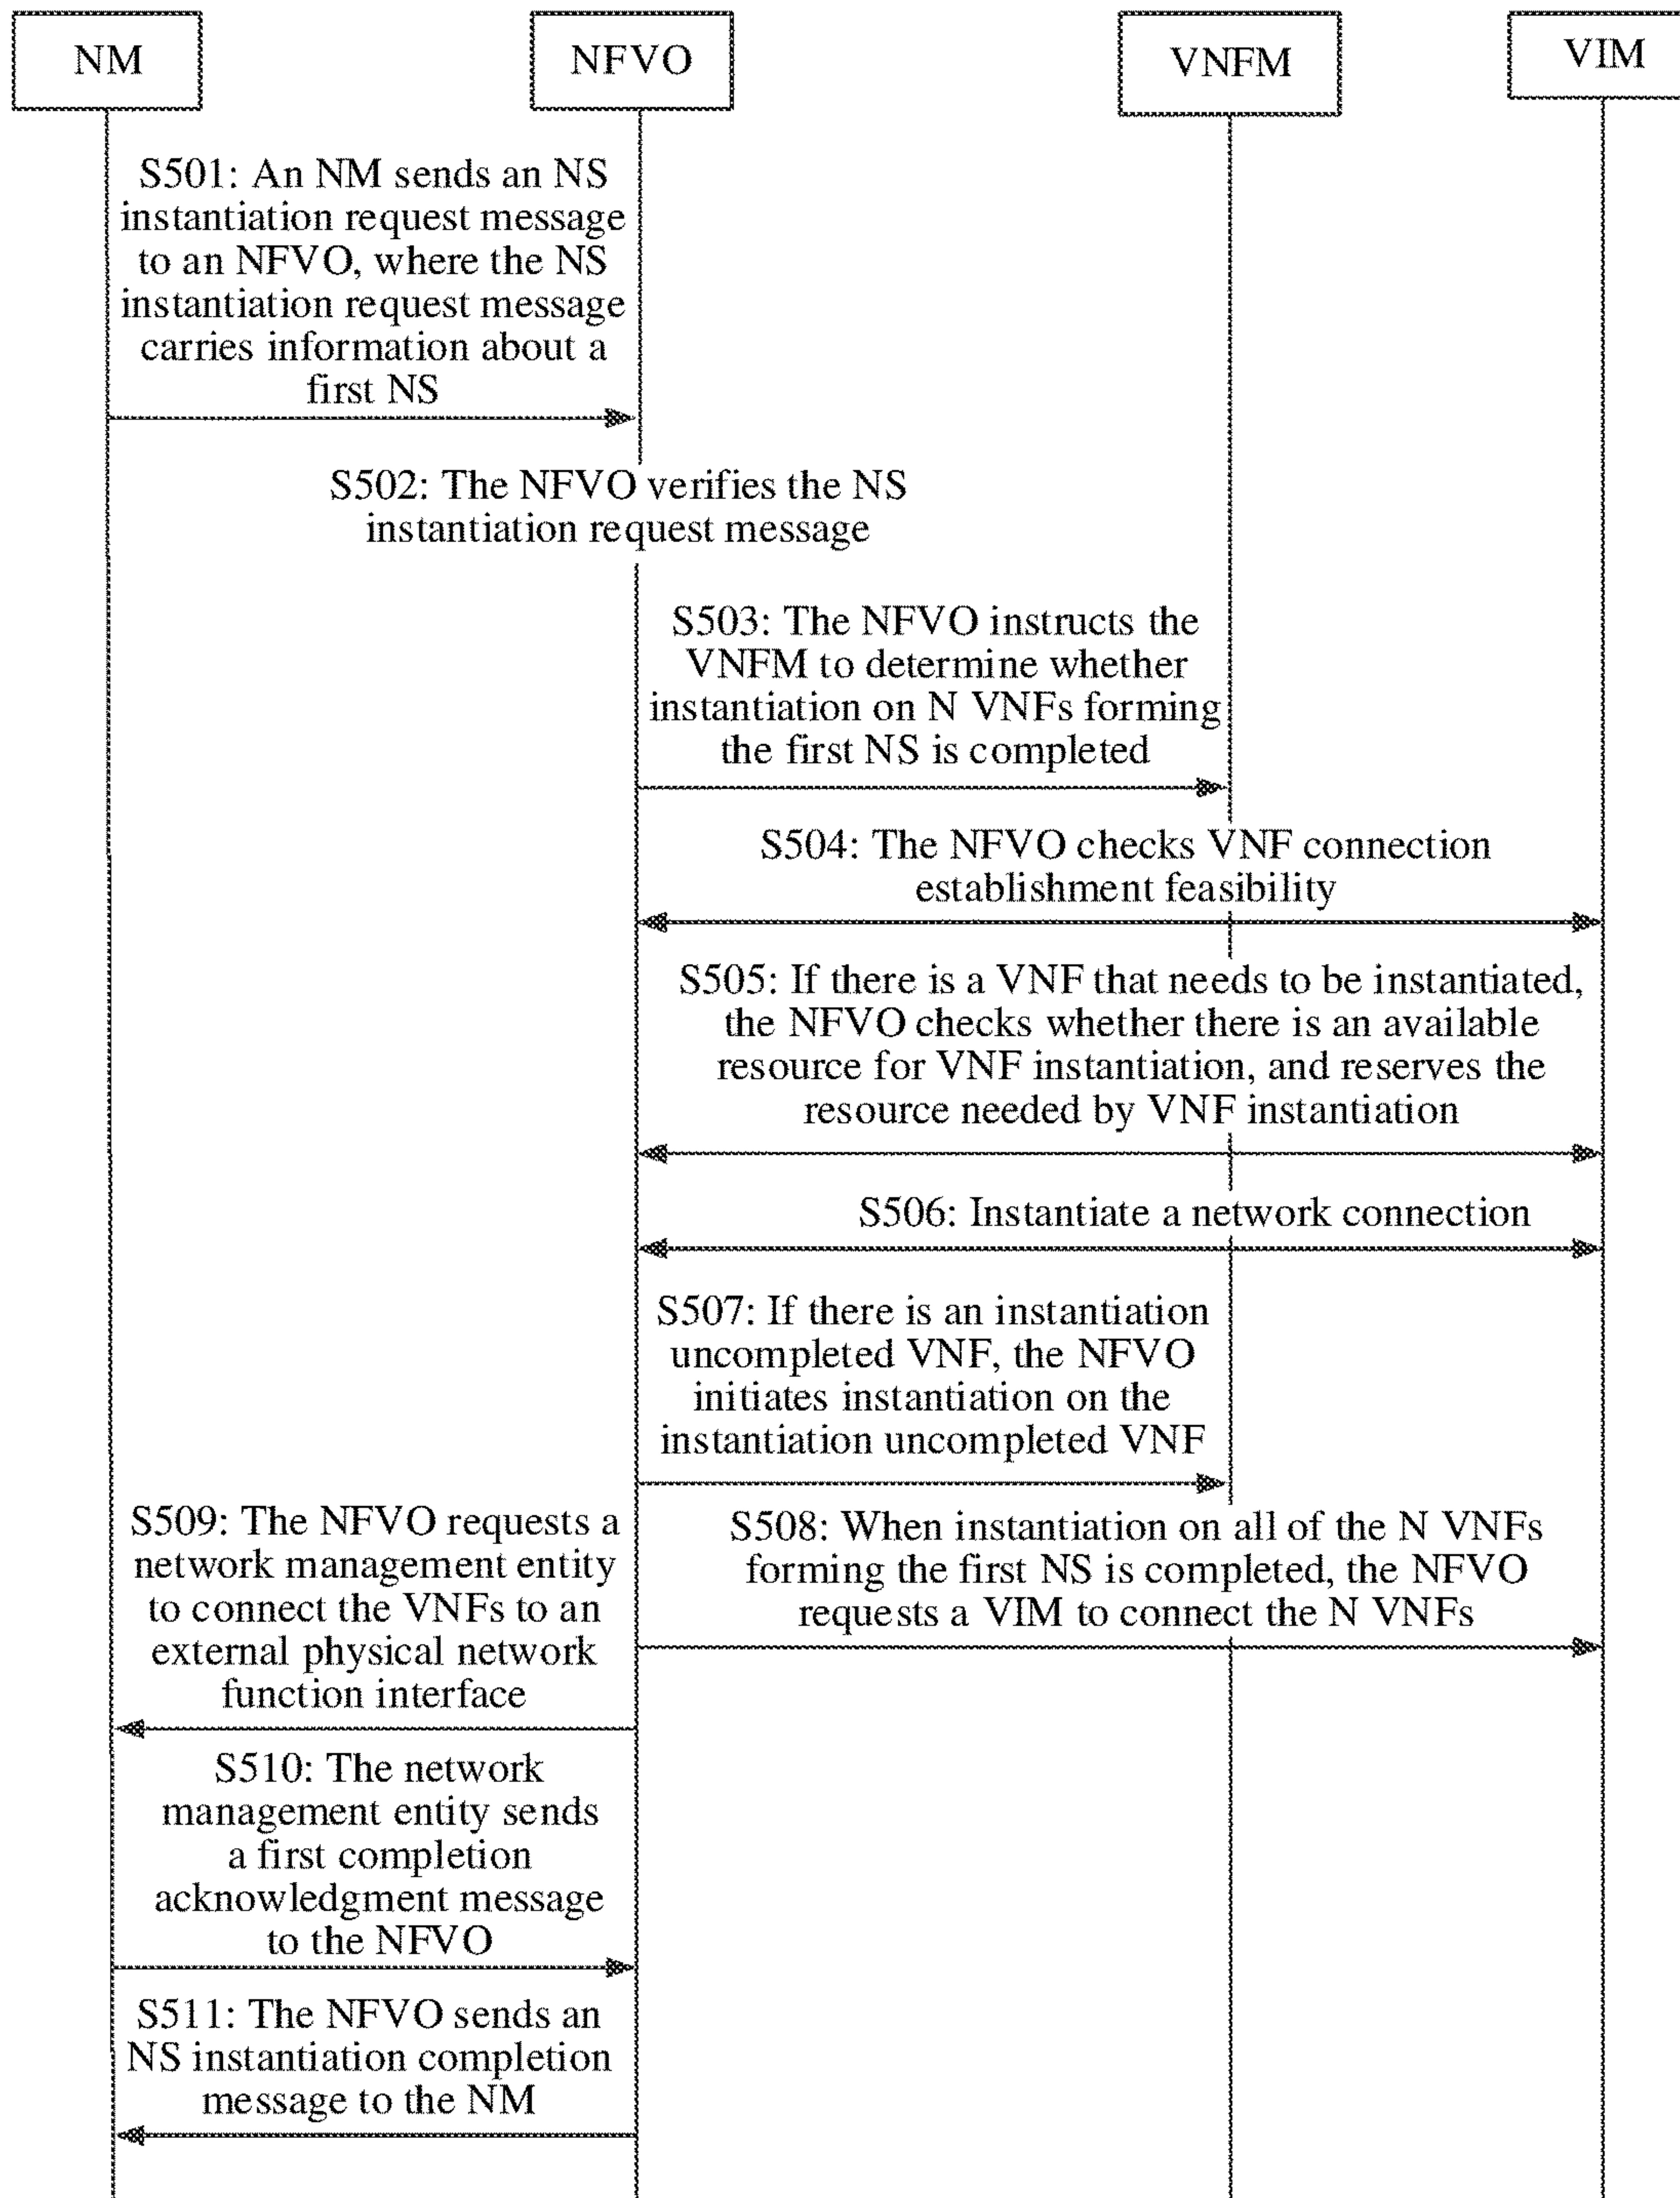 NM
NFVO
VNFM
VIM
S501: An NM sends an NS
instantiation request message
to an NFVO, where the NS
instantiation request message
carries information about a
first NS
S502: The NFVO verifies the NS
instantiation request message
S503: The NFVO instructs the
VNFM to determine whether
instantiation on N VNFs forming
the first NS is completed
S504: The NFVO checks VNF connection
establishment feasibility
S505: If there is a VNF that needs to be instantiated,
the NFVO checks whether there is an available
resource for VNF instantiation, and reserves the
resource needed by VNF instantiation
S506: Instantiate a network connection
S507: If there is an instantiation
uncompleted VNF, the NFVO
initiates instantiation on the
instantiation uncompleted VNF
S508: When instantiation on all of the N VNFs
forming the first NS is completed, the NFVO
requests a VIM to connect the N VNFs
S509: The NFVO requests a
network management entity
to connect the VNFs to an
external physical network
function interface
S510: The network
management entity sends
a first completion
acknowledgment message
to the NFVO
S511: The NFVO sends an
NS instantiation completion
message to the NM